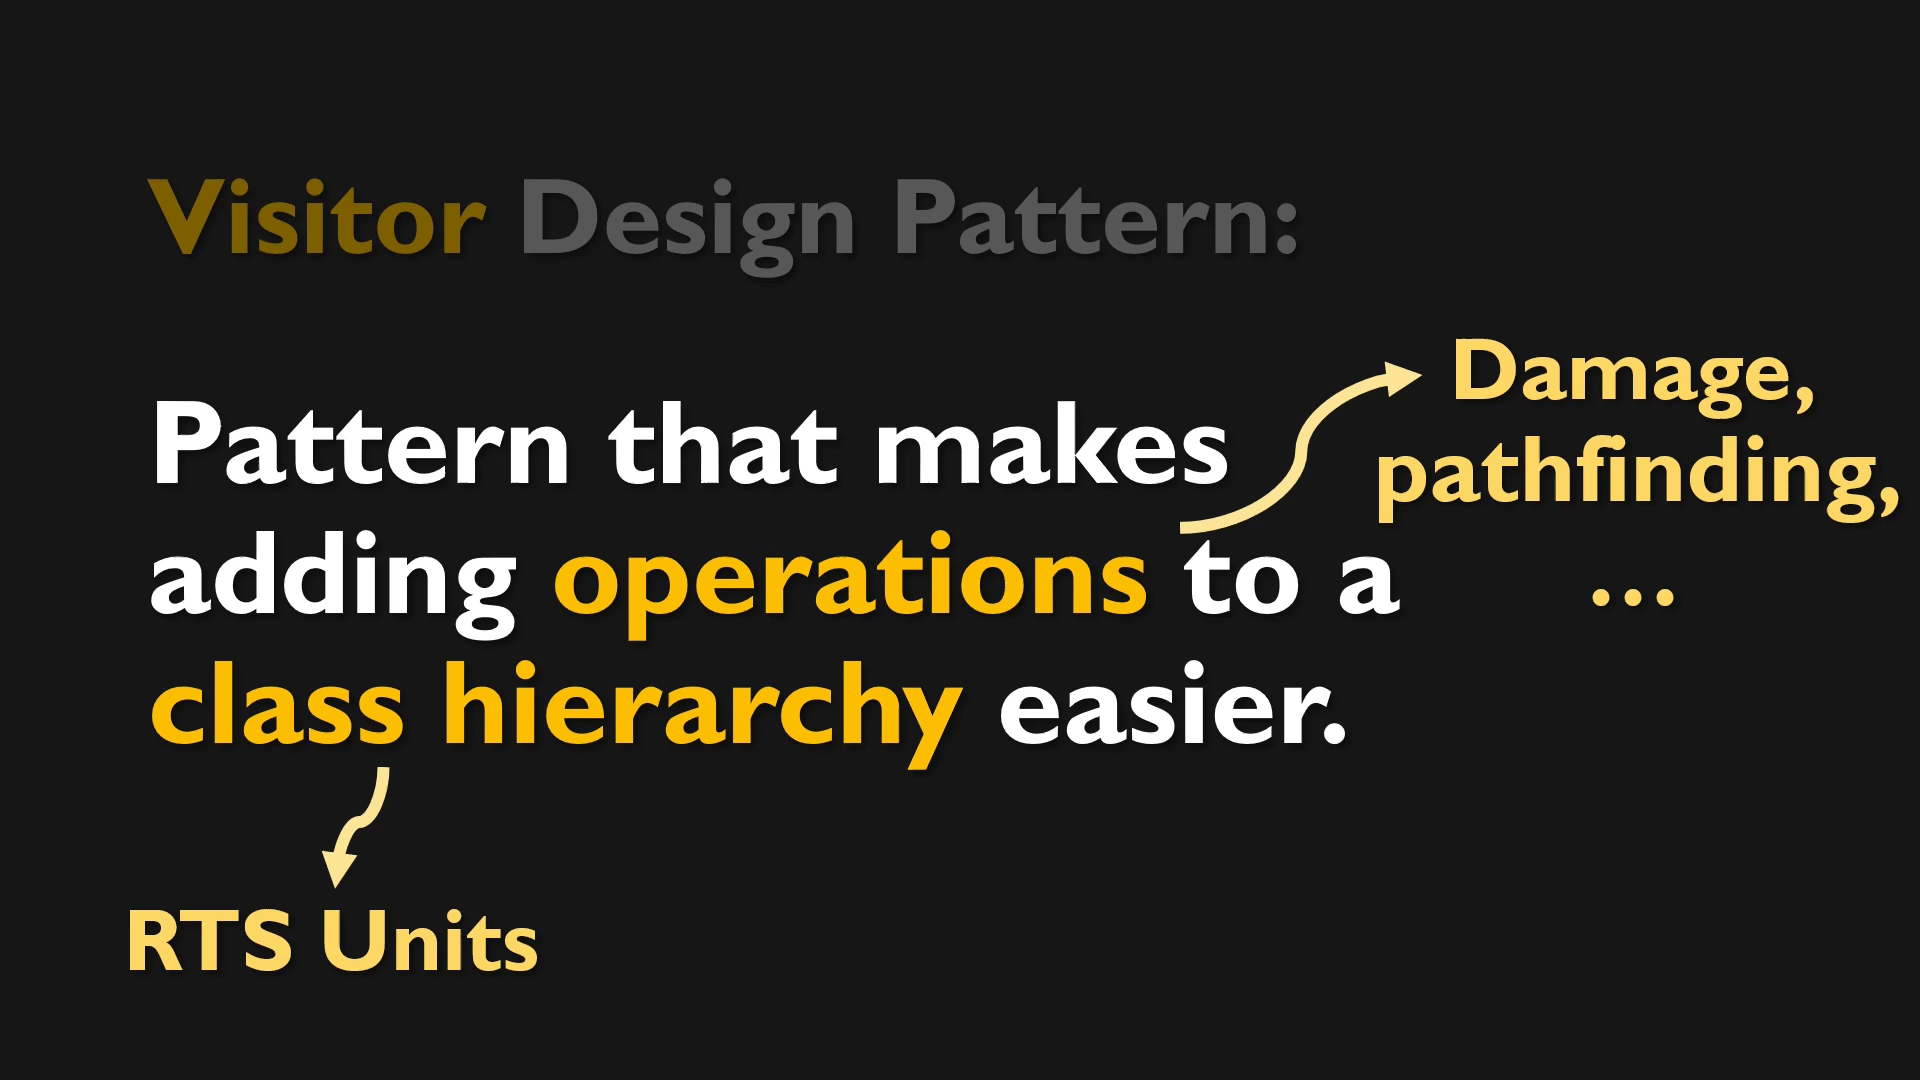 Visitor Design Pattern:
Pattern that makes
adding operations to a
class hierarchy easier.
Damage,
pathfinding,
...
RTS Units